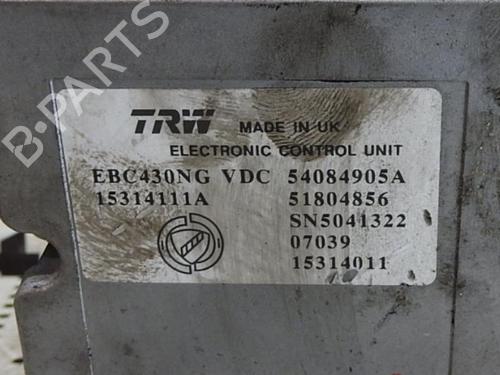 B-PARTS
TRW MADE IN UK
ELECTRONIC CONTROL UNIT
EBC430NG VDC 54084905A
15314111A 51804856
SN5041322
07039
15314011